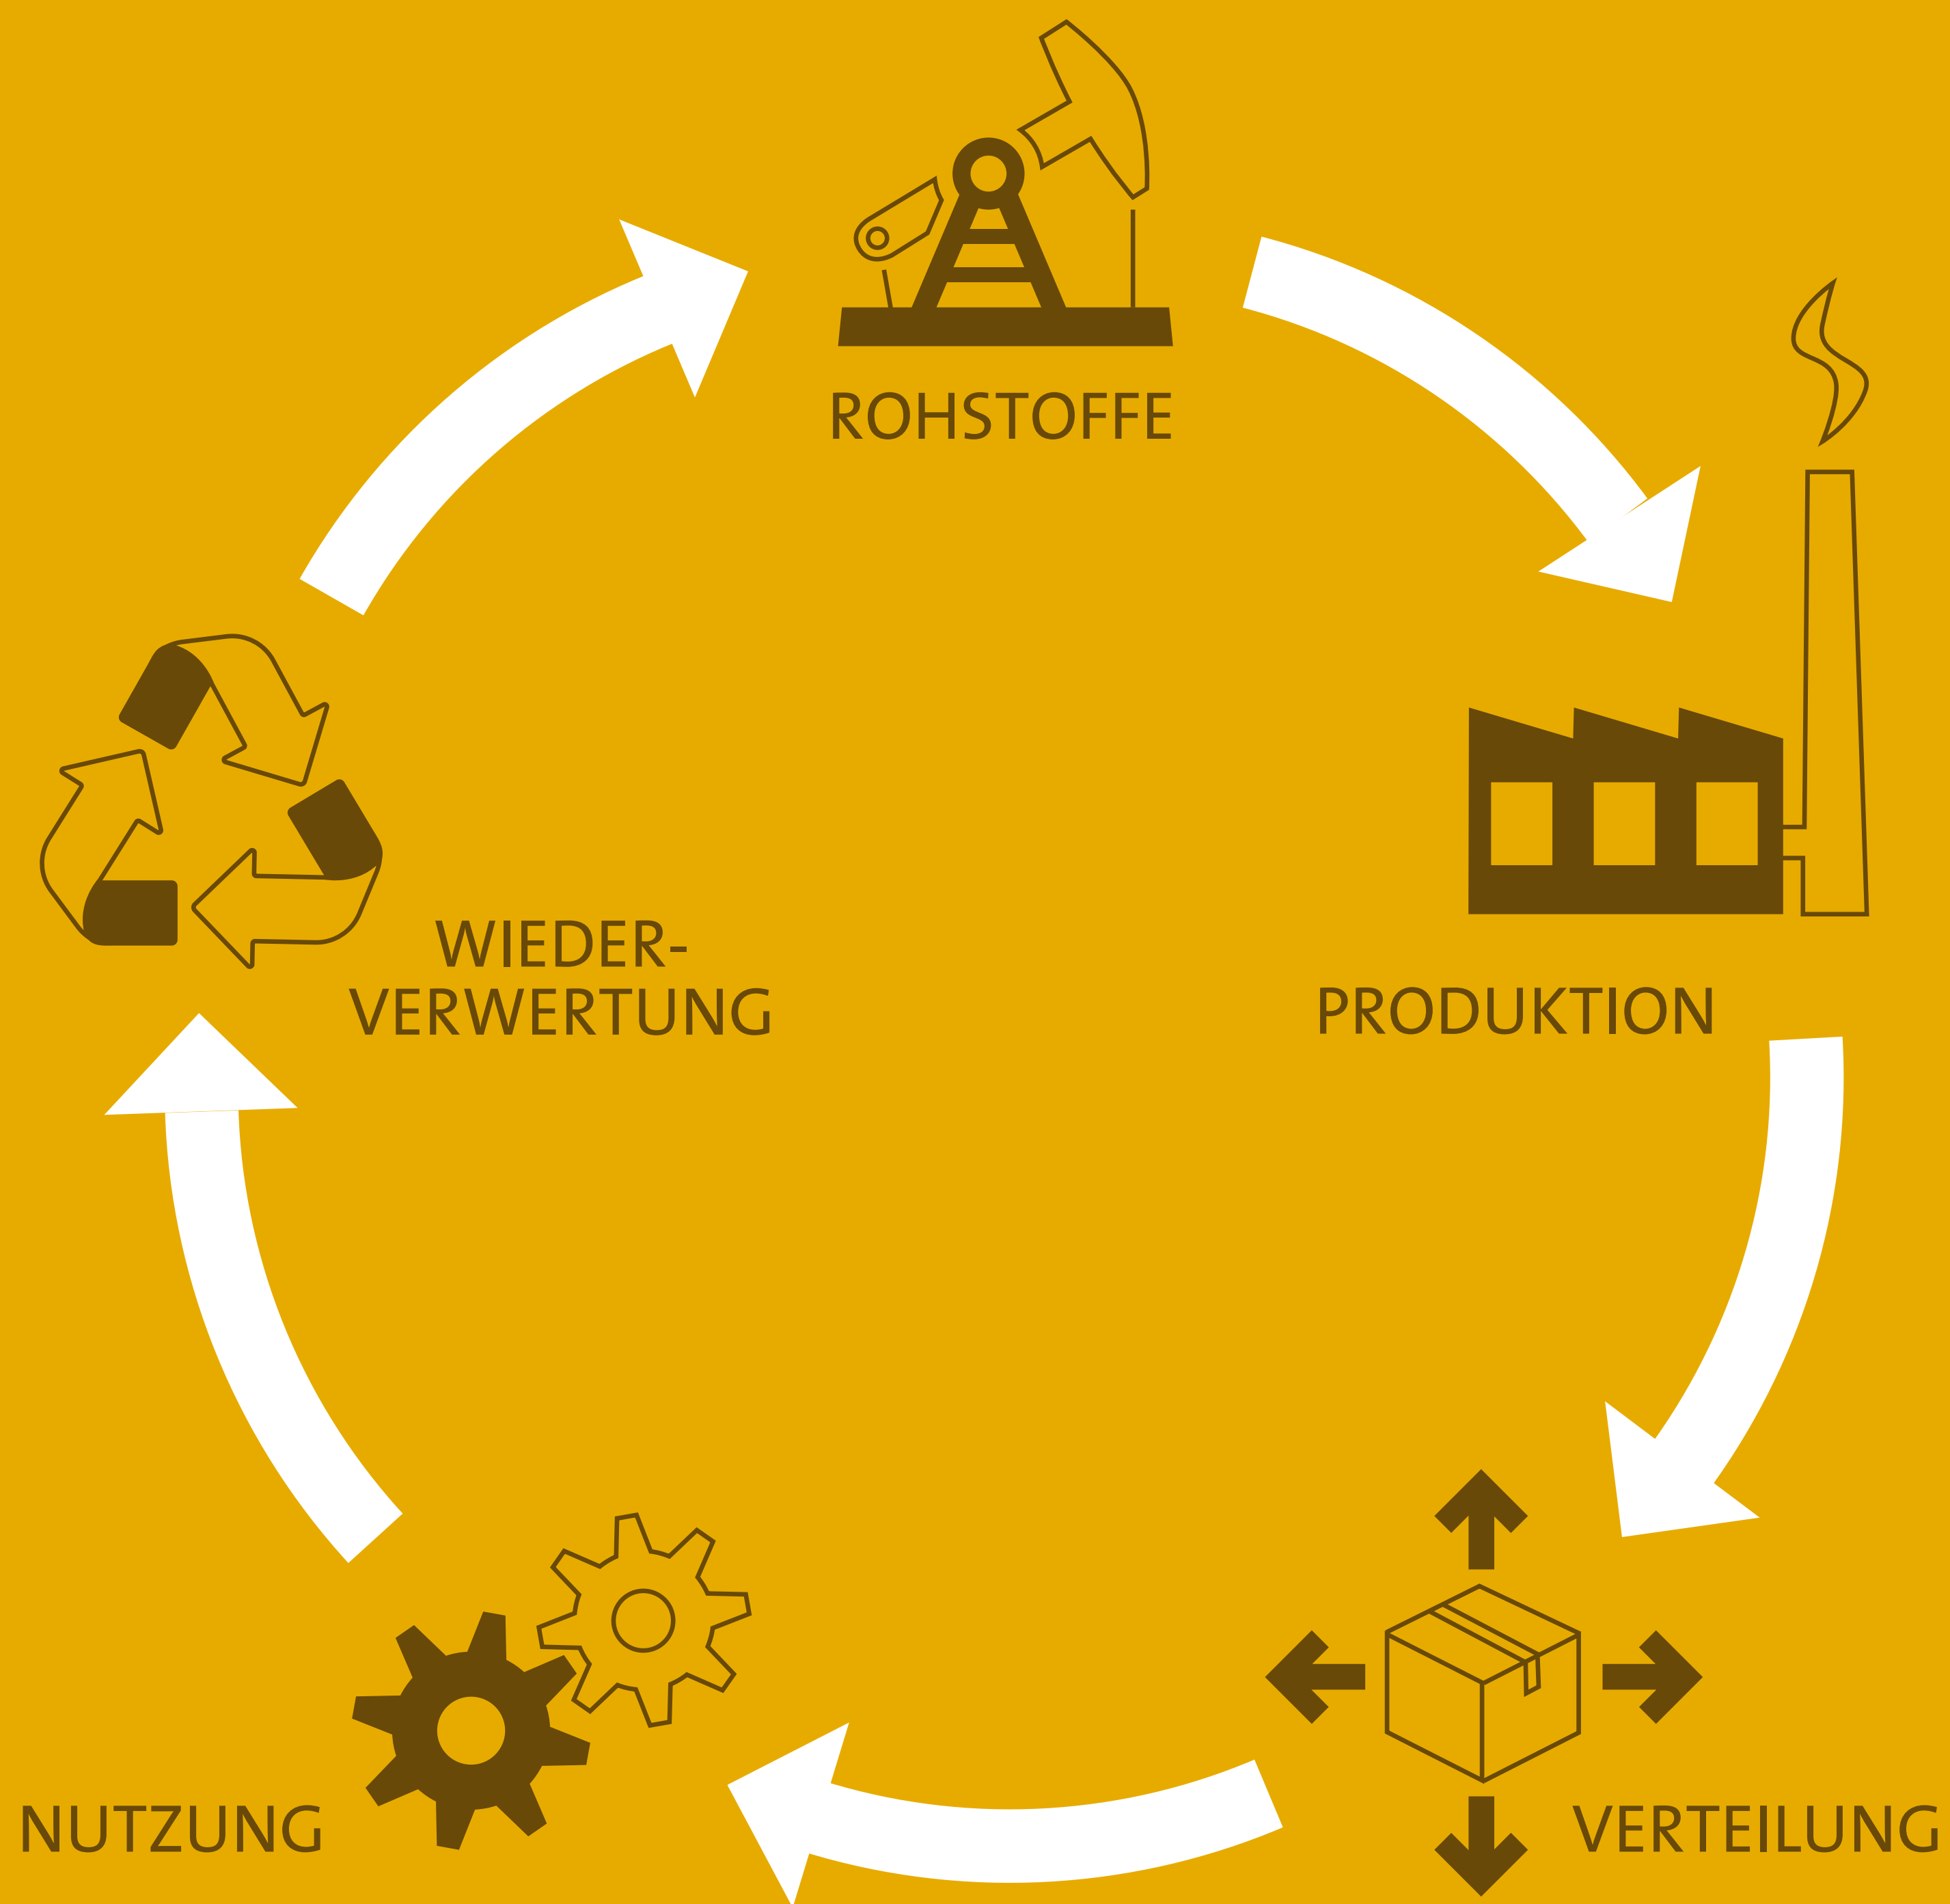 ROHSTOFFE
WIEDER-
VERWERTUNG
PRODUKTION
NUTZUNG
VERTEILUNG